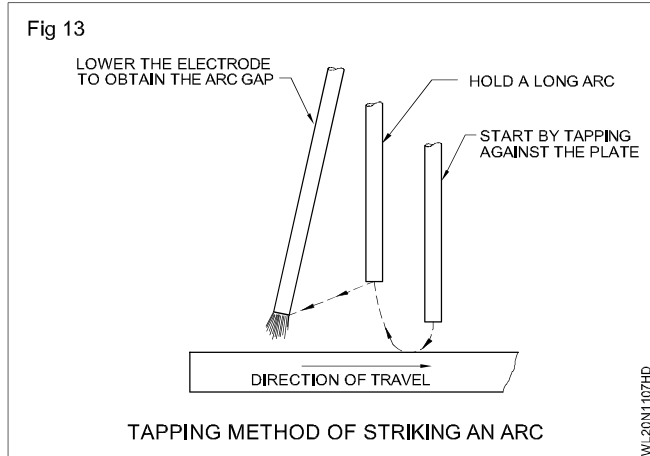 Fig 13
LOWER THE ELECTRODE
TO OBTAIN THE ARC GAP
HOLD A LONG ARC
START BY TAPPING
AGAINST THE PLATE
DIRECTION OF TRAVEL
TAPPING METHOD OF STRIKING AN ARC
WL20N1107HD